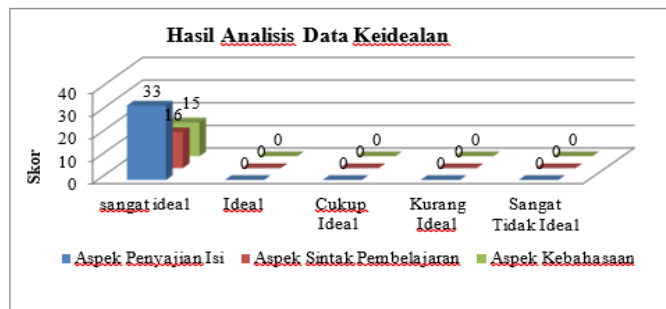 Hasil Analisis Data Keidealan
Skor
40
30
20
10
0
33
16
15
0
0
0
0
0
0
0
0
0
0
0
0
sangat ideal
Ideal
Cukup
Ideal
Kurang
Ideal
Sangat
Tidak Ideal
Aspek Penyajian Isi
Aspek Sintak Pembelajaran
Aspek Kebahasaan